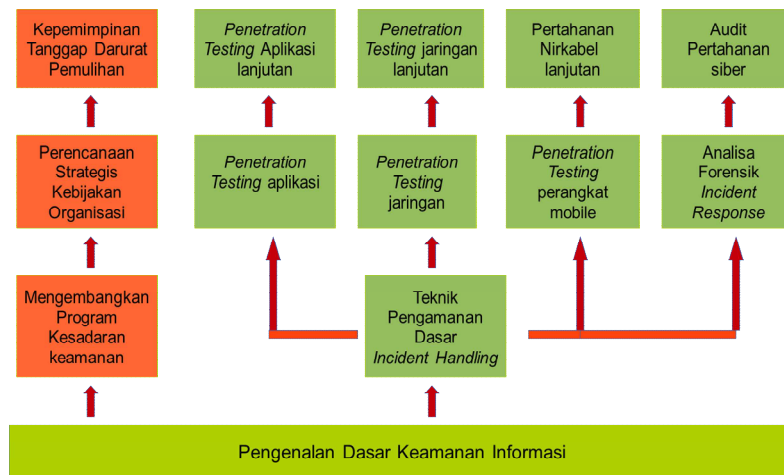 Kepemimpinan
Tanggap Darurat
Pemulihan
Penetration
Testing Aplikasi
lanjutan
Penetration
Testing jaringan
lanjutan
Pertahanan
Nirkabel
lanjutan
Audit
Pertahanan
siber
Perencanaan
Strategis
Kebijakan
Organisasi
Penetration
Testing aplikasi
Penetration
Testing
jaringan
Penetration
Testing
perangkat
mobile
Analisa
Forensik
Incident
Response
Mengembangkan
Program
Kesadaran
keamanan
Teknik
Pengamanan
Dasar
Incident Handling
Pengenalan Dasar Keamanan Informasi